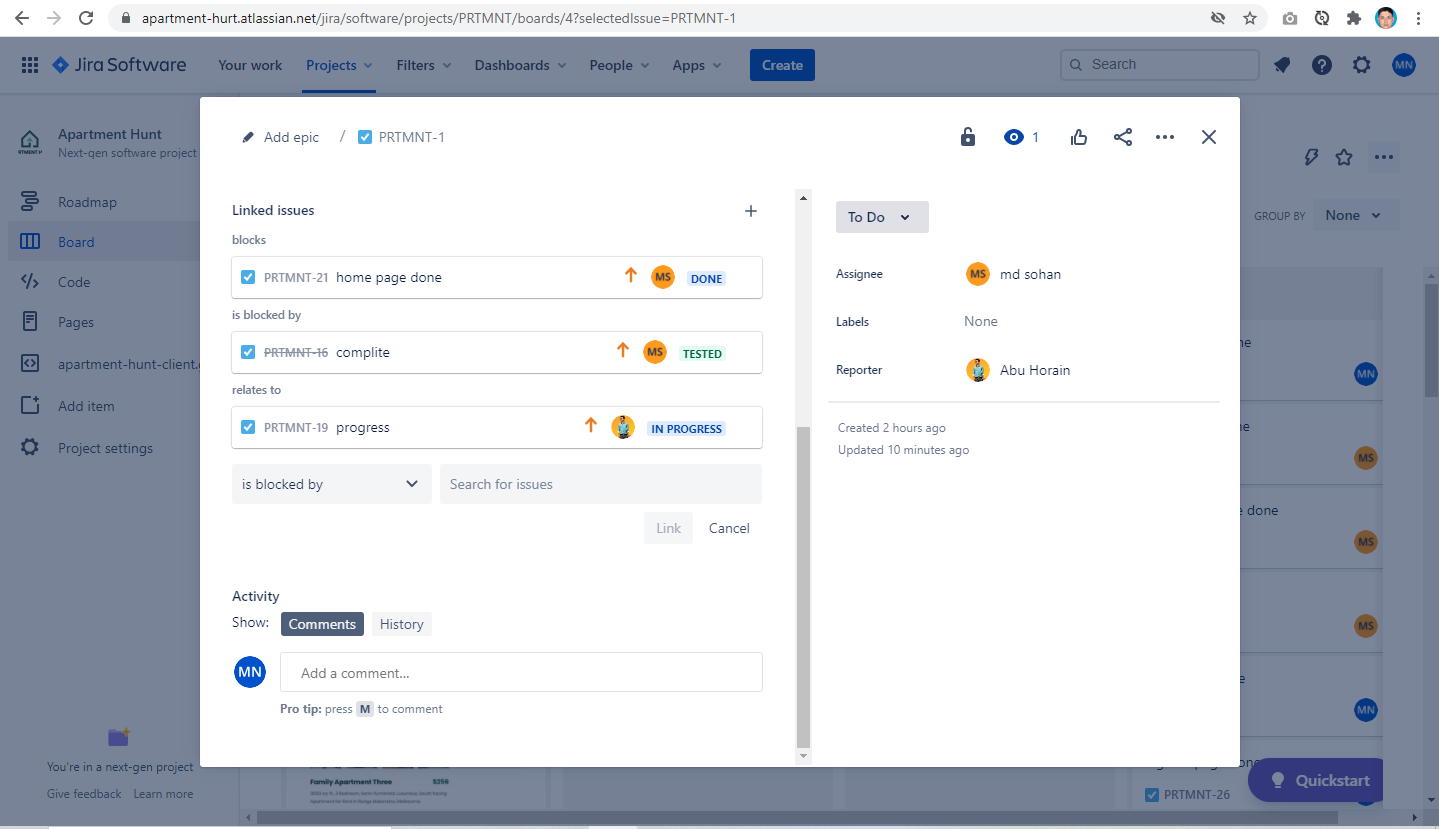 apartment-hurt.atlassian.net/jira/software/projects/PRTMNT/boards/4?selectedIssue=PRTMNT-1
Jira Software Your work Projects Filters Dashboards People Apps Create Search MN
Apartment Hunt
Next-gen software project
Roadmap
Board
Code
Pages
apartment-hunt-client.
Add item
Project settings
You're in a next-gen project
Give feedback Learn more
Add epic / PRTMNT-1
1
Linked issues
blocks
PRTMNT-21 home page done MS DONE
is blocked by
PRTMNT-16 complite MS TESTED
relates to
PRTMNT-19 progress IN PROGRESS
is blocked by Search for issues
Link Cancel
Activity
Show: Comments History
MN Add a comment...
Pro tip: press M to comment
To Do
Assignee MS md sohan
Labels None
Reporter Abu Horain
Created 2 hours ago
Updated 10 minutes ago
GROUP BY None
ne
MN
ne
MS
e done
MS
MS
e
MN
PRTMNT-26
Quickstart
Family Apartment Three $256